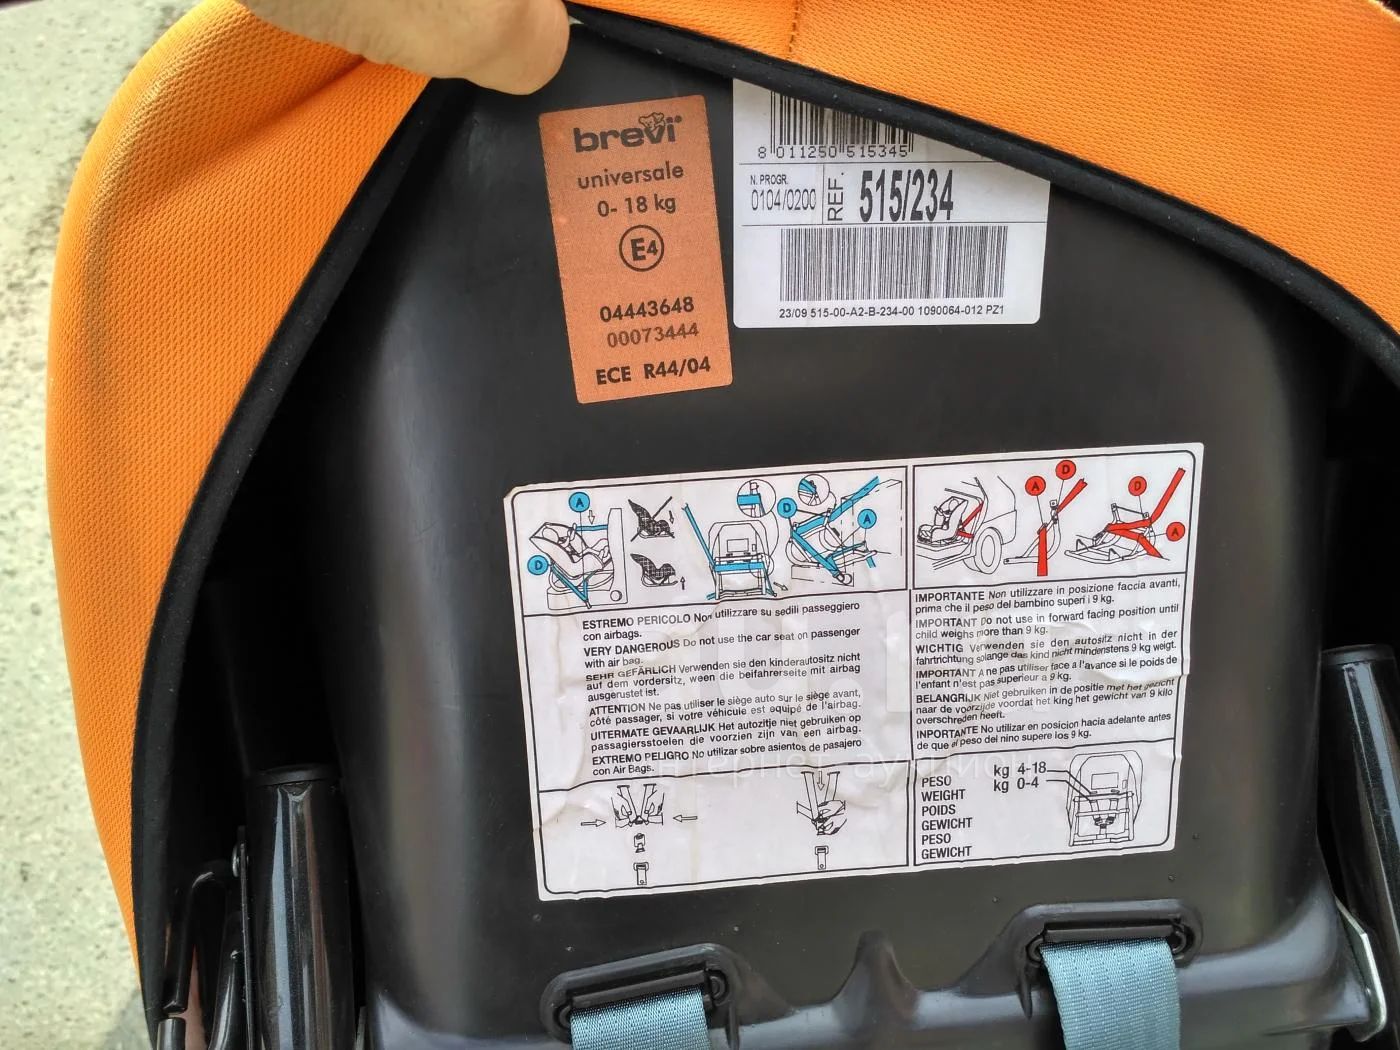 brevi
universale
0- 18 kg
E4
04443648
00073444
ECE R44/04
8 011250 515345
N. PROGR.
0104/0200
REF.
515/234
23/09 515-00-A2-B-234-00 1090064-012 PZ1
A
D
D
A
A
D
D
A
ESTREMO PERICOLO Non utilizzare su sedili passeggiero
con airbags.
VERY DANGEROUS Do not use the car seat on passenger
with air bag.
SEHR GEFÄRLICH Verwenden sie den kinderautositz nicht
auf dem vordersitz, ween die beifahrerseite mit airbag
ausgerustet ist.
ATTENTION Ne pas utiliser le siège auto sur le siège avant,
côté passager, si votre véhicule est equipé de l'airbag.
UITERMATE GEVAARLIJK Het autozitje niet gebruiken op
passagiersstoelen die voorzien zijn van een airbag.
EXTREMO PELIGRO No utilizar sobre asientos de pasajero
con Air Bags.
IMPORTANTE Non utilizzare in posizione faccia avanti,
prima che il peso del bambino superi i 9 kg.
IMPORTANT Do not use in forward facing position until
child weighs more than 9 kg.
WICHTIG Verwenden sie den autositz nicht in der
fahrtrichtung solange das kind nicht mindenstens 9 kg weigt.
IMPORTANT A ne pas utiliser face a l'avance si le poids de
l'enfant n'est pas superieur a 9 kg.
BELANGRIJK Niet gebruiken in de positie met het gezicht
naar de voorzijde voordat het king het gewicht van 9 kilo
overschreden heeft.
INPORTANTE No utilizar en posicion hacia adelante antes
de que el peso del nino supere los 9 kg.
PESO
WEIGHT
POIDS
GEWICHT
PESO
GEWICHT
kg 4-18
kg 0-4
интернет аукцион